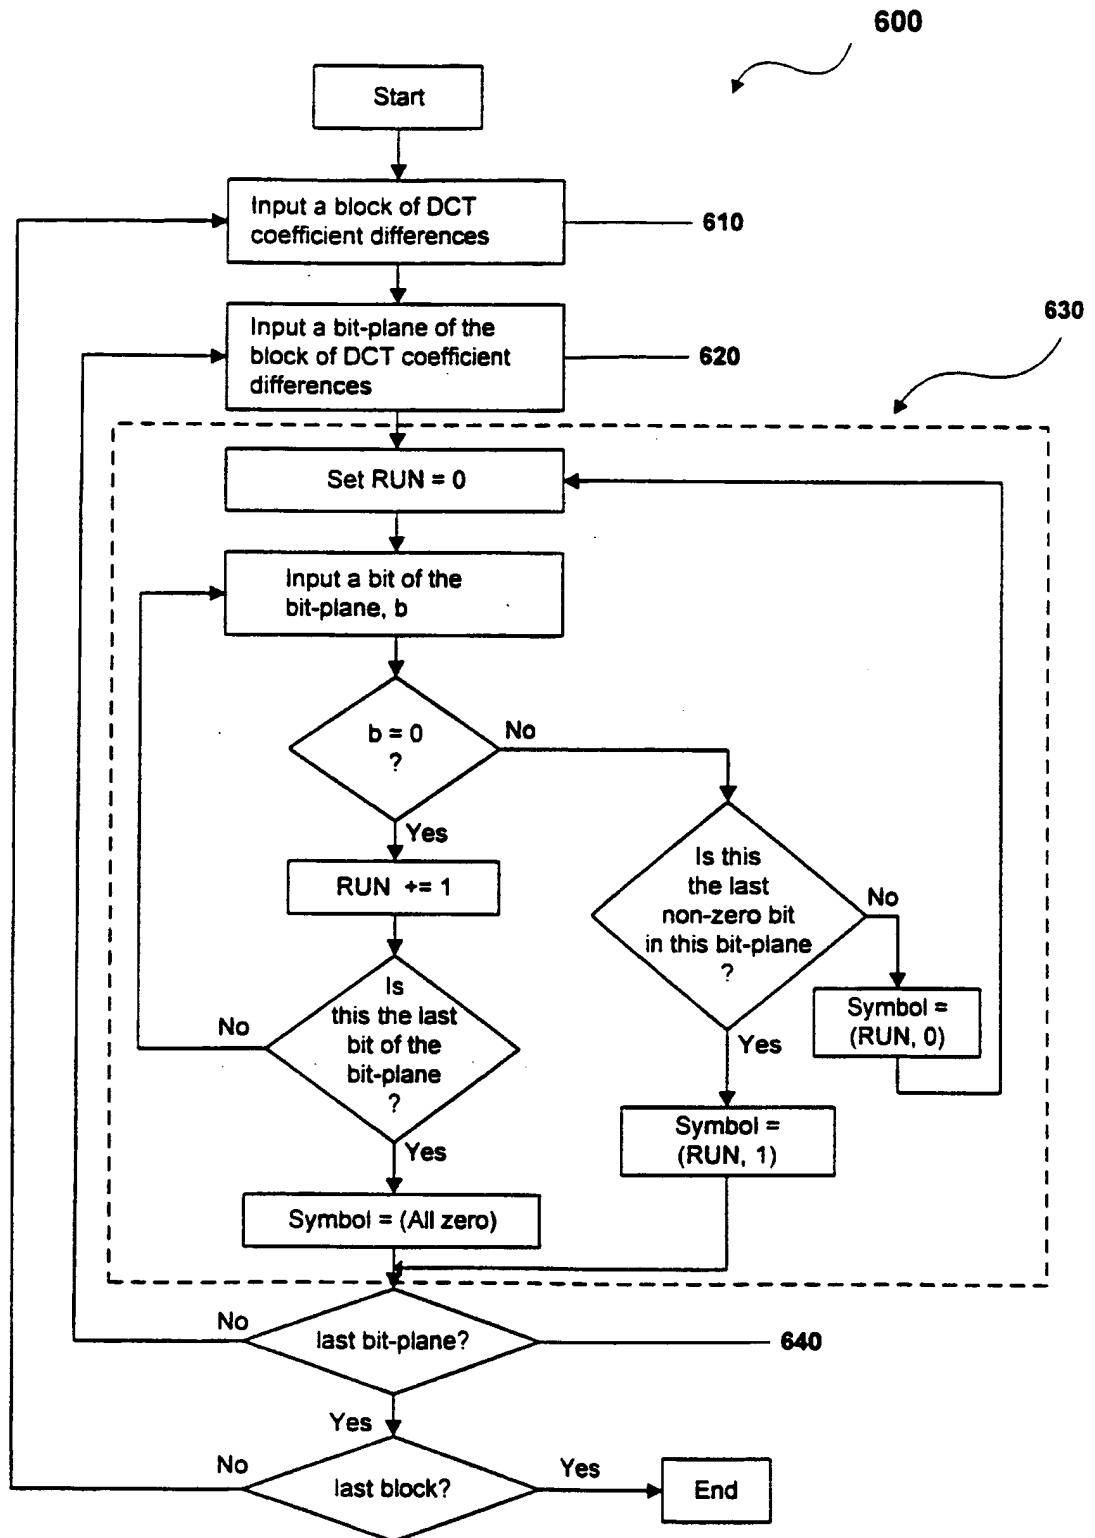 600
Start
Input a block of DCT
coefficient differences
610
Input a bit-plane of the
block of DCT coefficient
differences
620
630
Set RUN = 0
Input a bit of the
bit-plane, b
b = 0
?
No
Yes
RUN += 1
Is
this the last
bit of the
bit-plane
?
No
Yes
Symbol = (All zero)
Is this
the last
non-zero bit
in this bit-plane
?
No
Symbol =
(RUN, 0)
Yes
Symbol =
(RUN, 1)
last bit-plane?
No
640
Yes
last block?
No
Yes
End